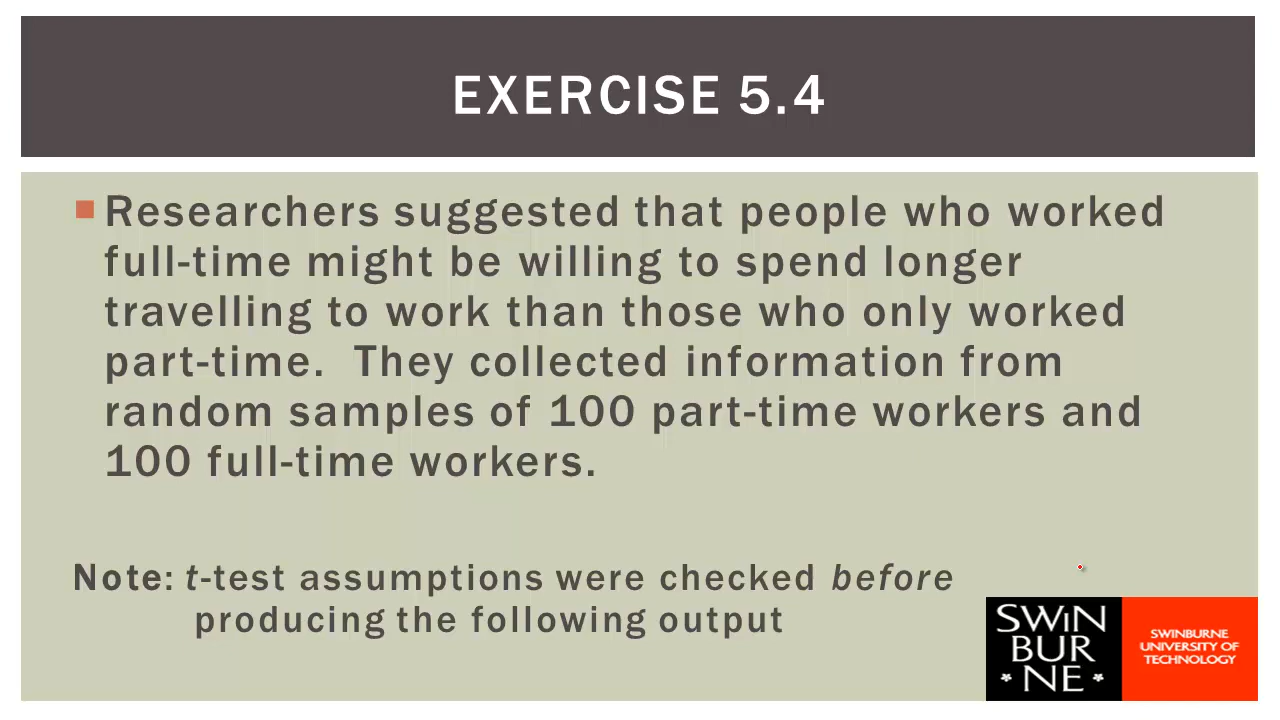 EXERCISE 5.4
Researchers suggested that people who worked
full-time might be willing to spend longer
travelling to work than those who only worked
part-time. They collected information from
random samples of 100 part-time workers and
100 full-time workers.
Note: t-test assumptions were checked before
producing the following output
SWiN
BUR
NE
SWINBURNE
UNIVERSITY OF
TECHNOLOGY